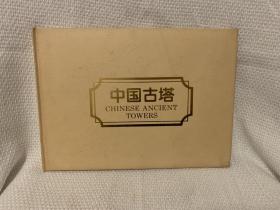 中国古塔
CHINESE ANCIENT
TOWERS